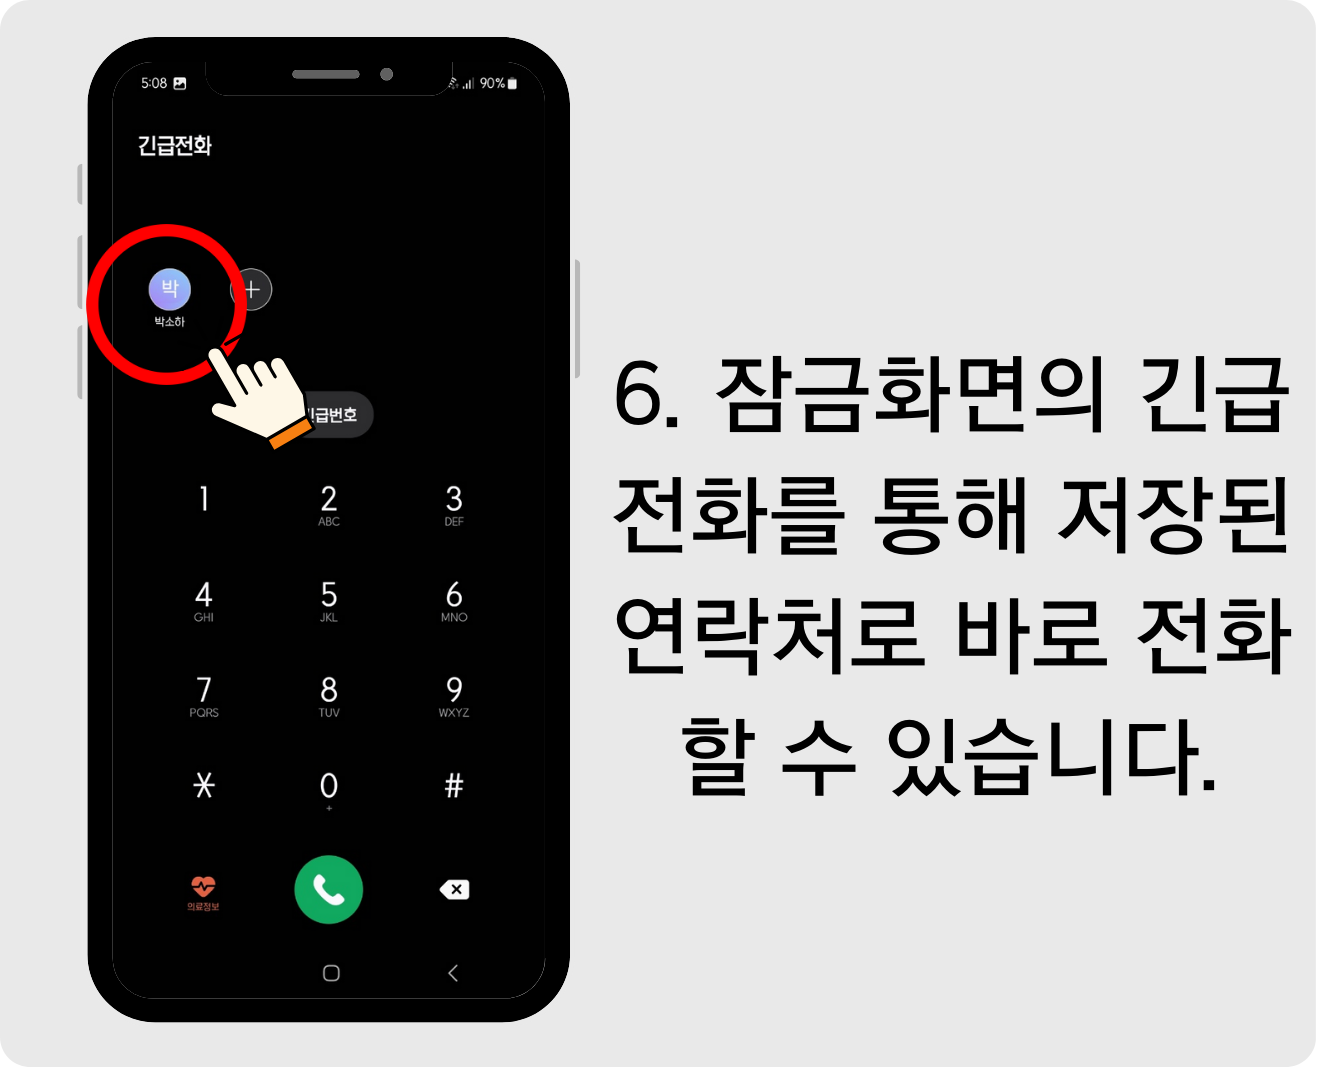 5:08
90%
긴급전화
박
박소하
급번호
1
2
3
ABC
DEF
4
5
6
GHI
JKL
MNO
7
8
9
PQRS
TUV
WXYZ
*
0
#
+
의료정보
6. 잠금화면의 긴급
전화를 통해 저장된
연락처로 바로 전화
할 수 있습니다.